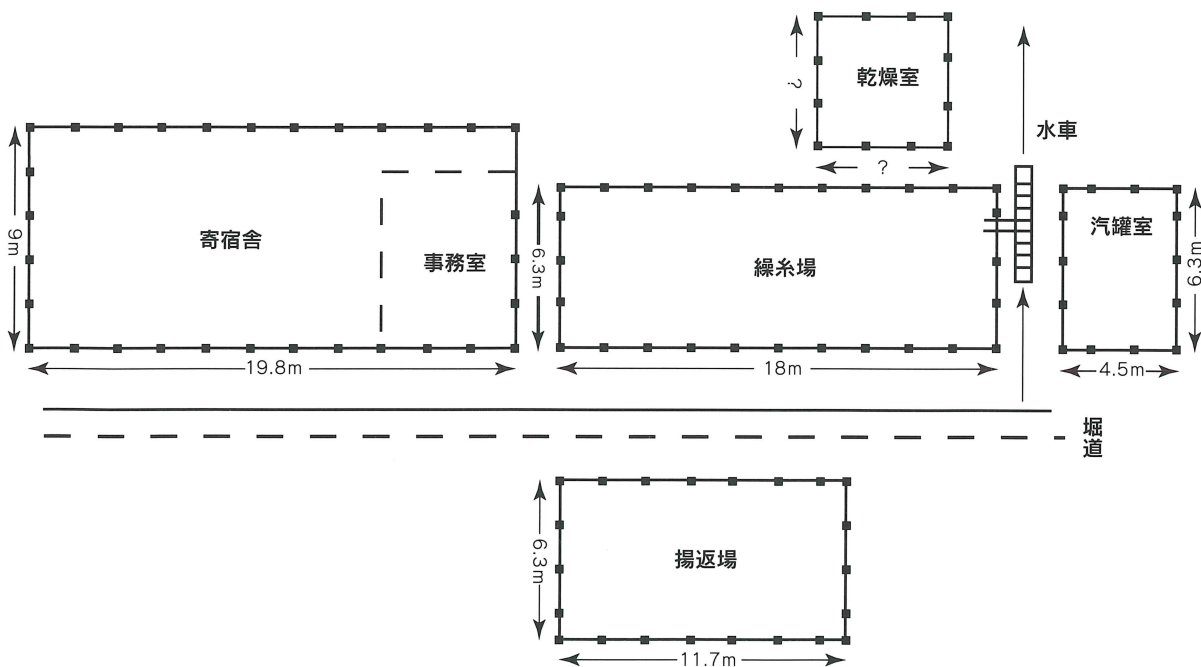 乾燥室
?
?
水車
寄宿舎
事務室
9m
19.8m
繰糸場
6.3m
18m
汽罐室
6.3m
4.5m
堀
道
揚返場
6.3m
11.7m